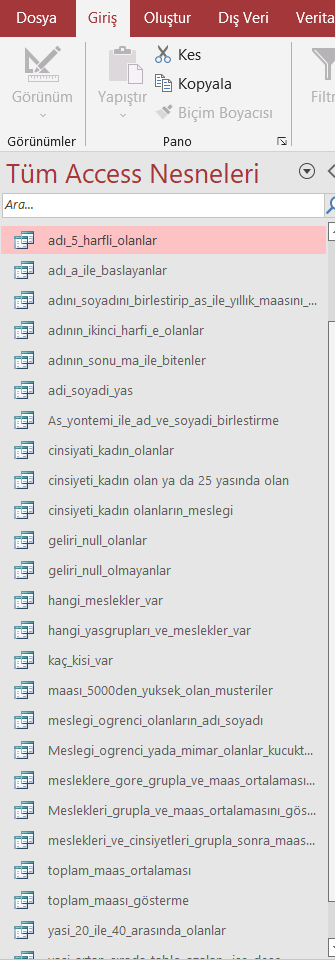 Dosya Giriş Oluştur Dış Veri Verita
Görünüm
Yapıştır
Kes
Kopyala
Biçim Boyacısı
Filtr
Görünümler
Pano
Tüm Access Nesneleri
Ara...
adı_5_harfli_olanlar
adı_a_ile_baslayanlar
adını_soyadını_birlestirip_as_ile_yıllık_maasını_...
adının_ikinci_harfi_e_olanlar
adının_sonu_ma_ile_bitenler
adi_soyadi_yas
As_yontemi_ile_ad_ve_soyadi_birlestirme
cinsiyati_kadın_olanlar
cinsiyeti_kadın olan ya da 25 yasında olan
cinsiyeti_kadın olanların_meslegi
geliri_null_olanlar
geliri_null_olmayanlar
hangi_meslekler_var
hangi_yasgrupları_ve_meslekler_var
kaç_kisi_var
maası_5000den_yuksek_olan_musteriler
meslegi_ogrenci_olanların_adı_soyadı
Meslegi_ogrenci_yada_mimar_olanlar_kucukt...
mesleklere_gore_grupla_ve_maas_ortalaması...
Meslekleri_grupla_ve_maas_ortalamasını_gös...
meslekleri_ve_cinsiyetleri_grupla_sonra_maas...
toplam_maas_ortalaması
toplam_maası_gösterme
yasi_20_ile_40_arasında_olanlar